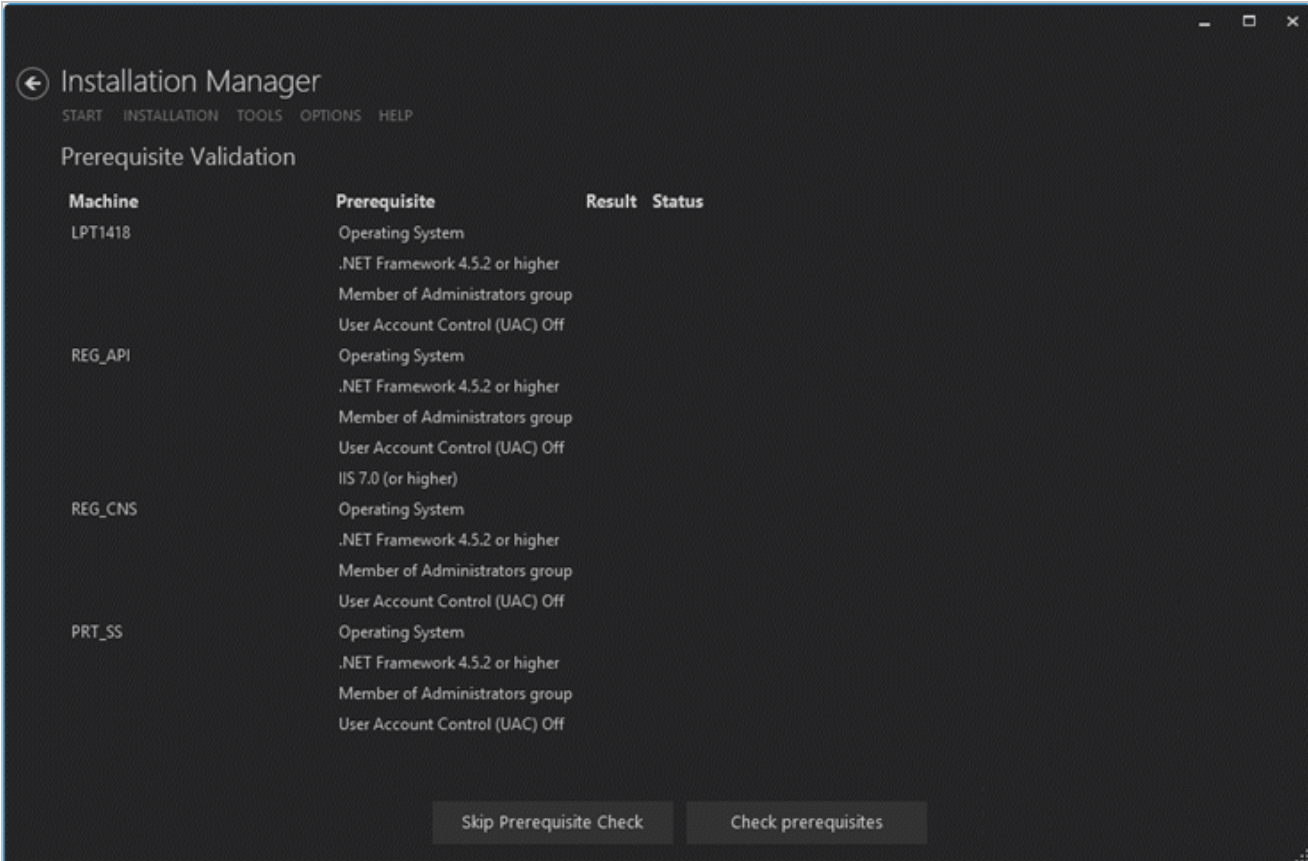 Installation Manager
START INSTALLATION TOOLS OPTIONS HELP
Prerequisite Validation
Machine Prerequisite Result Status
LPT1418 Operating System
.NET Framework 4.5.2 or higher
Member of Administrators group
User Account Control (UAC) Off
REG_API Operating System
.NET Framework 4.5.2 or higher
Member of Administrators group
User Account Control (UAC) Off
IIS 7.0 (or higher)
REG_CNS Operating System
.NET Framework 4.5.2 or higher
Member of Administrators group
User Account Control (UAC) Off
PRT_SS Operating System
.NET Framework 4.5.2 or higher
Member of Administrators group
User Account Control (UAC) Off
Skip Prerequisite Check Check prerequisites